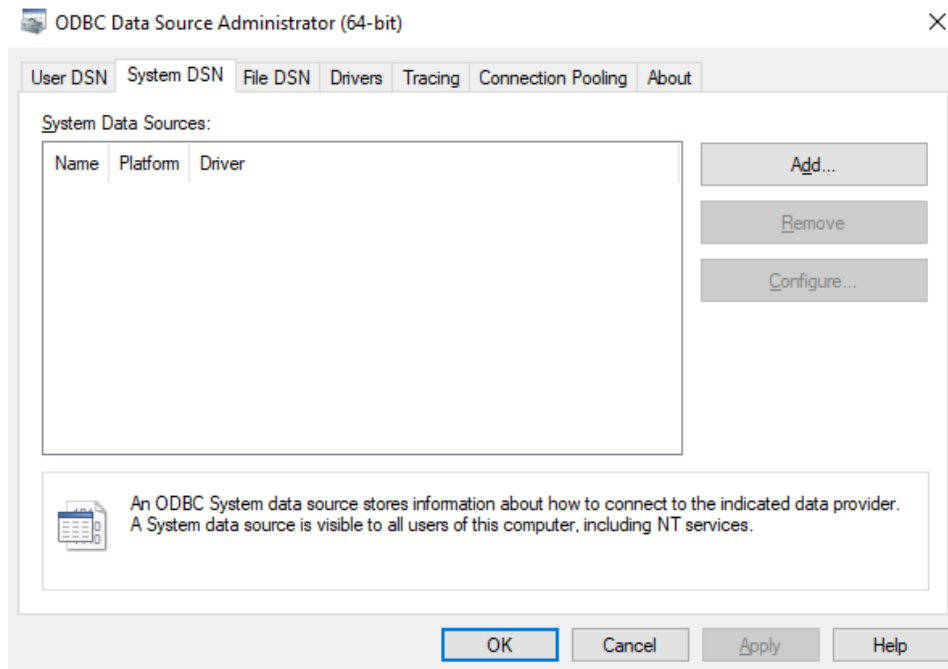 ODBC Data Source Administrator (64-bit)
User DSN System DSN File DSN Drivers Tracing Connection Pooling About
System Data Sources:
Name Platform Driver
Add...
Remove
Configure...
An ODBC System data source stores information about how to connect to the indicated data provider.
A System data source is visible to all users of this computer, including NT services.
OK Cancel Apply Help